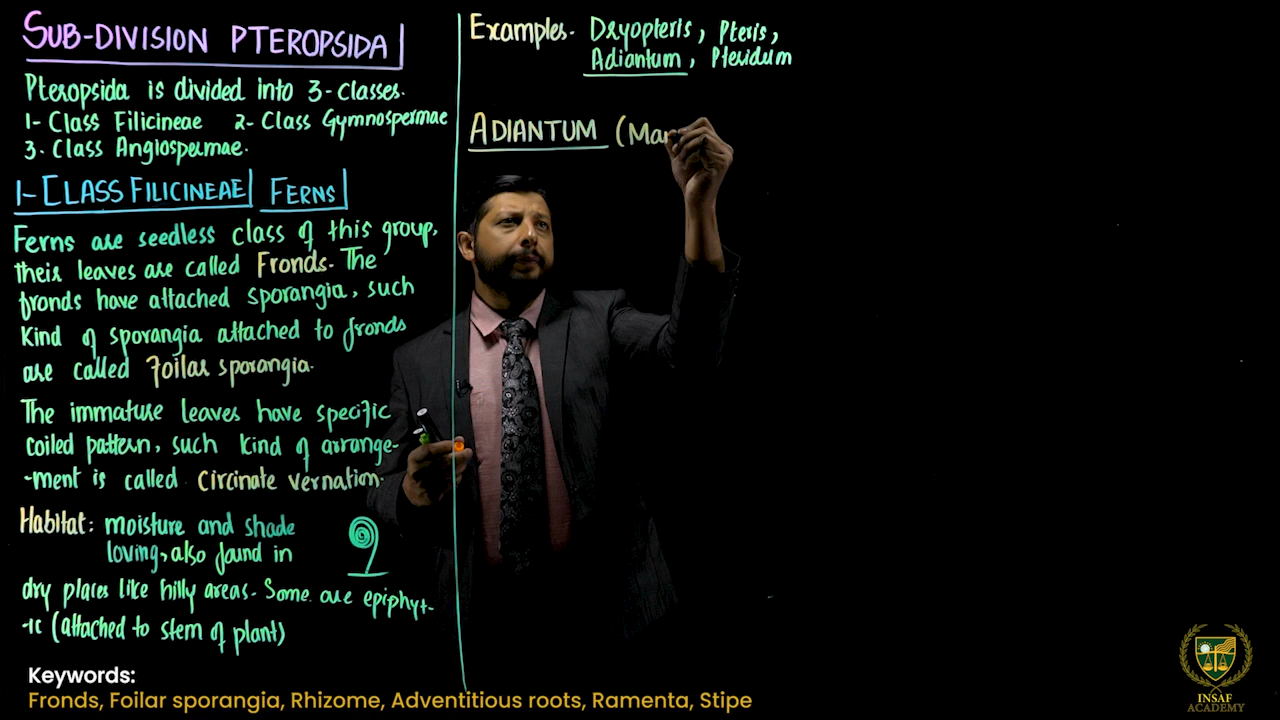 SUB-DIVISION PTEROPSIDA
Pteropsida is divided into 3-classes.
1- Class Filicineae 2- Class Gymnospermae
3. Class Angiospermae.
1- CLASS FILICINEAE FERNS
Ferns are seedless class of this group,
their leaves are called Fronds. The
fronds have attached sporangia, such
Kind of sporangia attached to fronds
are called Foilar sporangia.
The immature leaves have specific
coiled pattern, such kind of arrange-
-ment is called circinate vernation.
Habitat: moisture and shade
loving, also found in
dry places like hilly areas. Some are epiphyt-
-ic (attached to stem of plant)
Examples. Dryopteris, Pteris,
Adiantum, Pteridum
ADIANTUM (Mai
Keywords:
Fronds, Foilar sporangia, Rhizome, Adventitious roots, Ramenta, Stipe
INSAF
ACADEMY